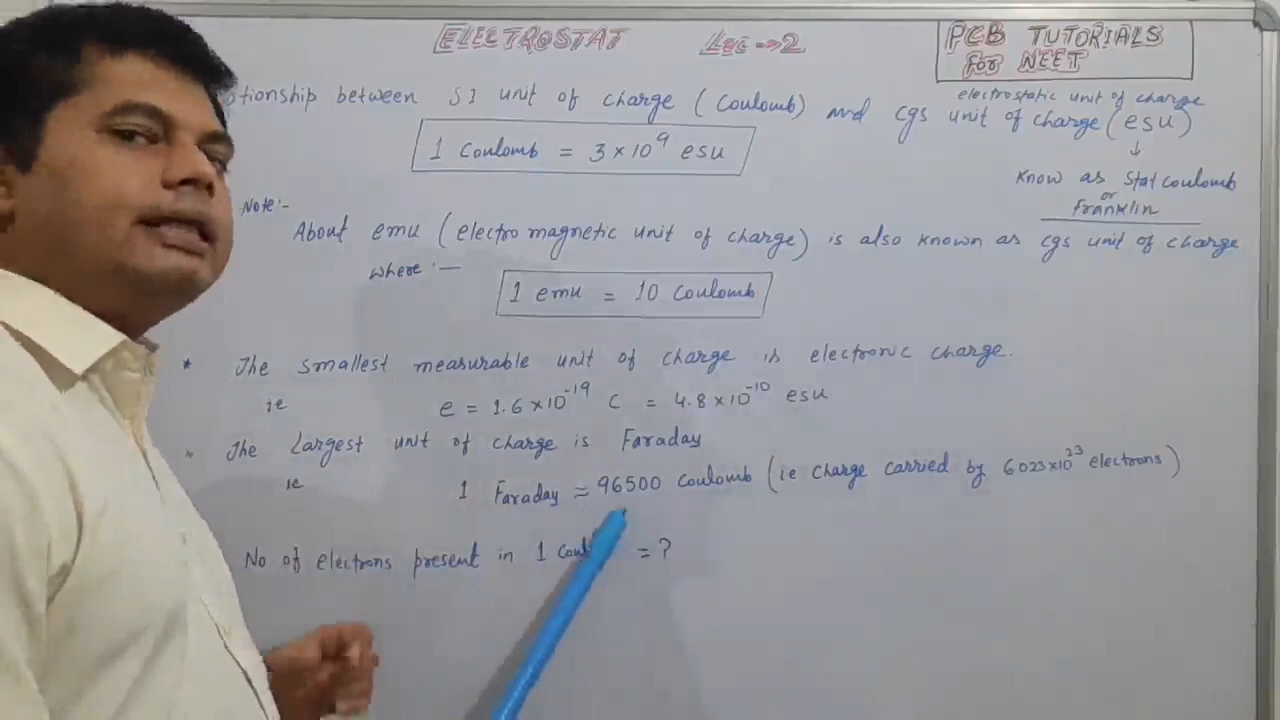 ELECTROSTAT Lec → 2
PCB TUTORIALS
For NEET
ationship between SI unit of charge (Coulomb) and cgs unit of charge (esu)
electrostatic unit of charge
1 Coulomb = 3×10⁹ esu
↓
Know as Stat Coulomb
or
Franklin
Note:-
About emu (electro magnetic unit of charge) is also known as cgs unit of charge
where :—
1 emu = 10 Coulomb
* The smallest measurable unit of charge is electronic charge.
ie e = 1.6×10⁻¹⁹ C = 4.8×10⁻¹⁰ esu
* The Largest unit of charge is Faraday
ie 1 Faraday = 96500 Coulomb (ie charge carried by 6023×10²³ electrons)
No of electrons present in 1 Coul = ?